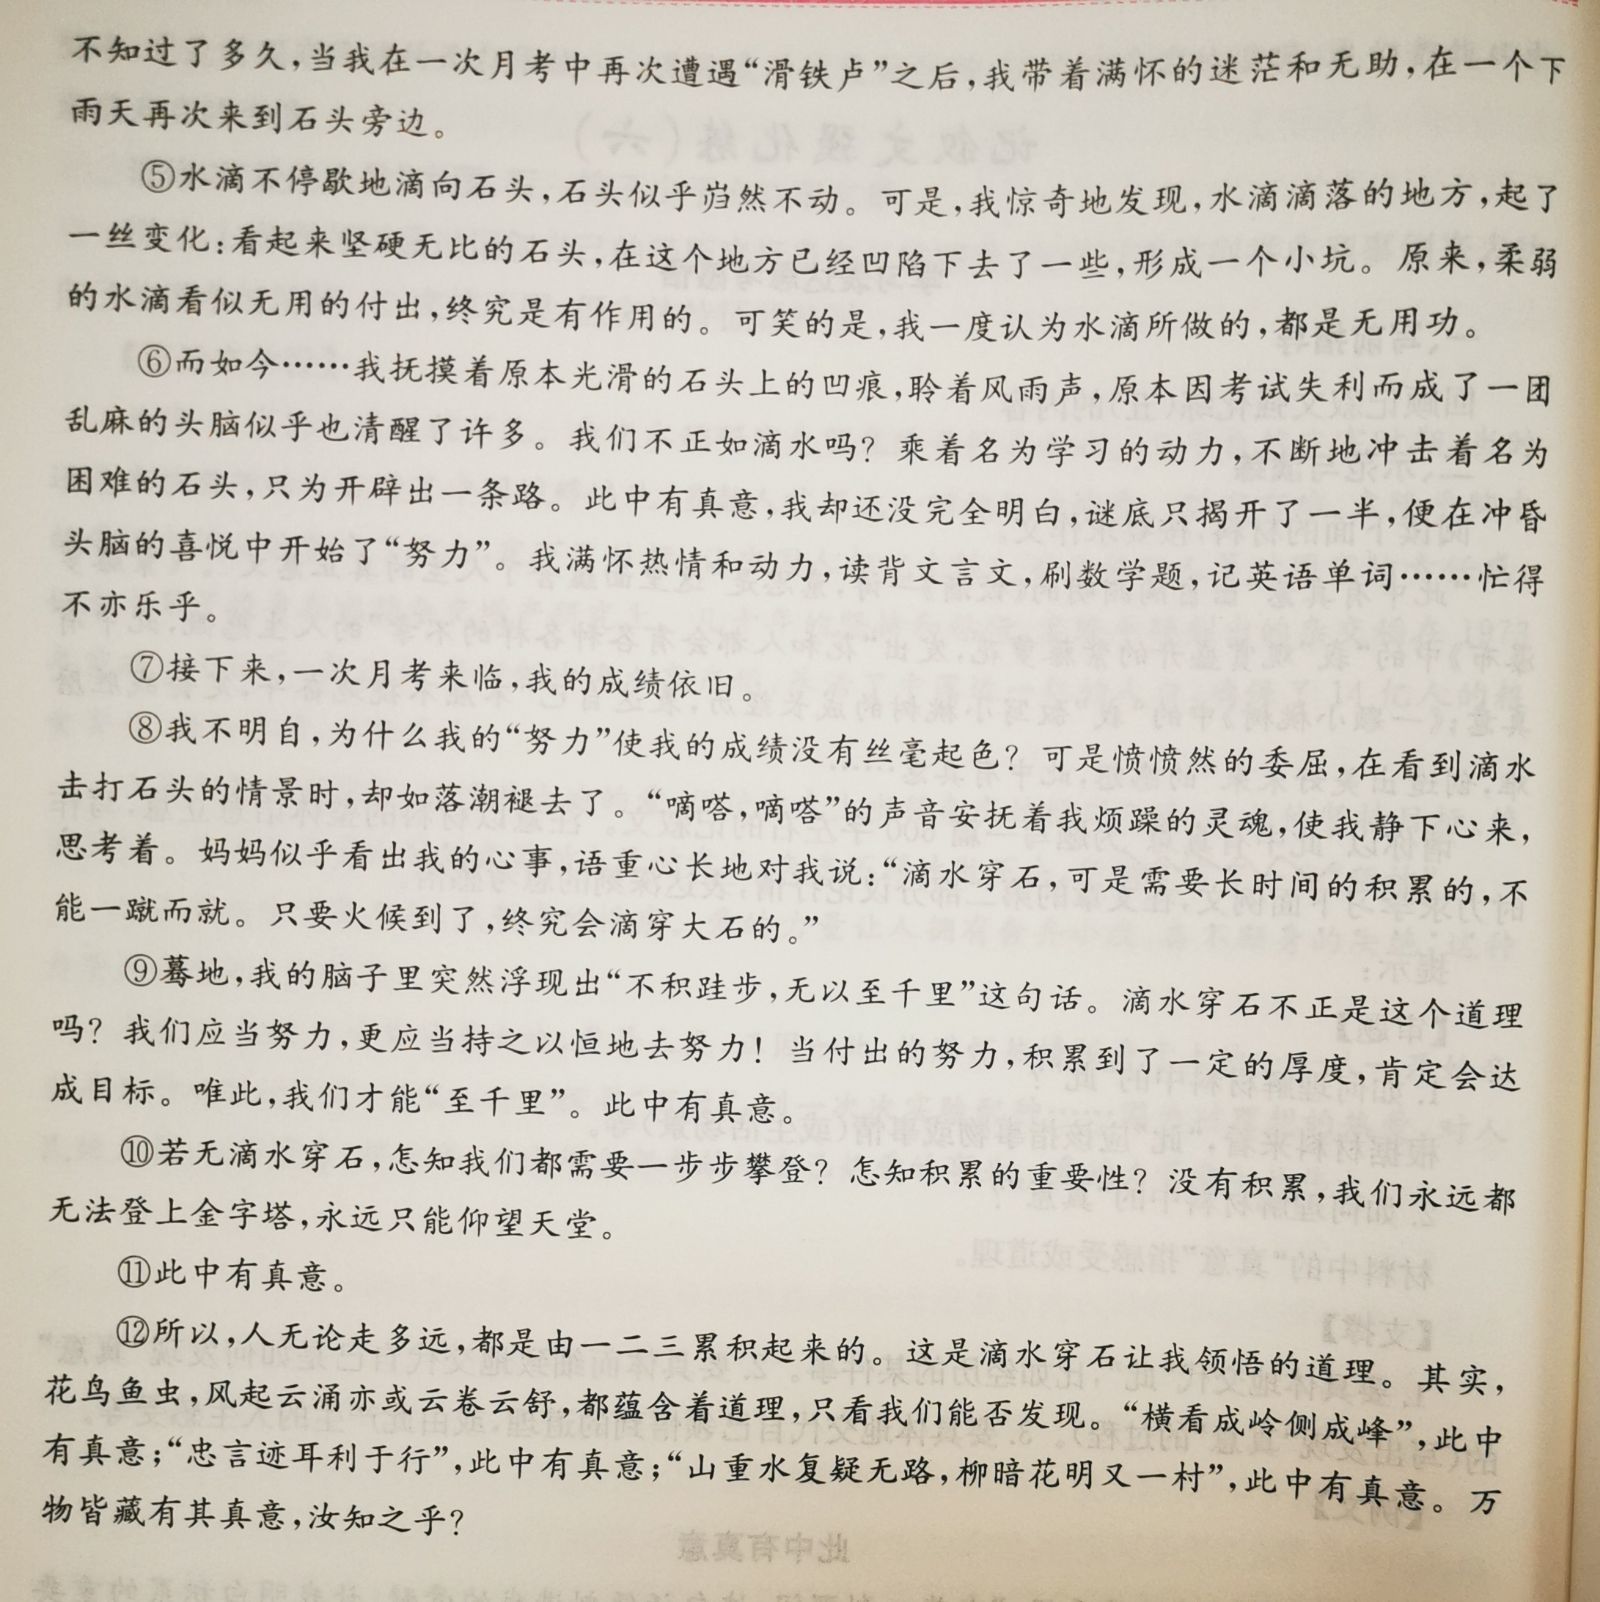 不知过了多久，当我在一次月考中再次遭遇“滑铁卢”之后，我带着满怀的迷茫和无助，在一个下
雨天再次来到石头旁边。
⑤水滴不停歇地滴向石头，石头似乎岿然不动。可是，我惊奇地发现，水滴滴落的地方，起了
一丝变化：看起来坚硬无比的石头，在这个地方已经凹陷下去了一些，形成一个小坑。原来，柔弱
的水滴看似无用的付出，终究是有作用的。可笑的是，我一度认为水滴所做的，都是无用功。
⑥而如今……我抚摸着原本光滑的石头上的凹痕，聆着风雨声，原本因考试失利而成了一团
乱麻的头脑似乎也清醒了许多。我们不正如滴水吗？乘着名为学习的动力，不断地冲击着名为
困难的石头，只为开辟出一条路。此中有真意，我却还没完全明白，谜底只揭开了一半，便在冲昏
头脑的喜悦中开始了“努力”。我满怀热情和动力，读背文言文，刷数学题，记英语单词……忙得
不亦乐乎。
⑦接下来，一次月考来临，我的成绩依旧。
⑧我不明自，为什么我的“努力”使我的成绩没有丝毫起色？可是愤愤然的委屈，在看到滴水
击打石头的情景时，却如落潮褪去了。“嘀嗒，嘀嗒”的声音安抚着我烦躁的灵魂，使我静下心来，
思考着。妈妈似乎看出我的心事，语重心长地对我说：“滴水穿石，可是需要长时间的积累的，不
能一蹴而就。只要火候到了，终究会滴穿大石的。”
⑨蓦地，我的脑子里突然浮现出“不积跬步，无以至千里”这句话。滴水穿石不正是这个道理
吗？我们应当努力，更应当持之以恒地去努力！当付出的努力，积累到了一定的厚度，肯定会达
成目标。唯此，我们才能“至千里”。此中有真意。
⑩若无滴水穿石，怎知我们都需要一步步攀登？怎知积累的重要性？没有积累，我们永远都
无法登上金字塔，永远只能仰望天堂。
⑪此中有真意。
⑫所以，人无论走多远，都是由一二三累积起来的。这是滴水穿石让我领悟的道理。其实，
花鸟鱼虫，风起云涌亦或云卷云舒，都蕴含着道理，只看我们能否发现。“横看成岭侧成峰”，此中
有真意；“忠言逆耳利于行”，此中有真意；“山重水复疑无路，柳暗花明又一村”，此中有真意。万
物皆藏有其真意，汝知之乎？